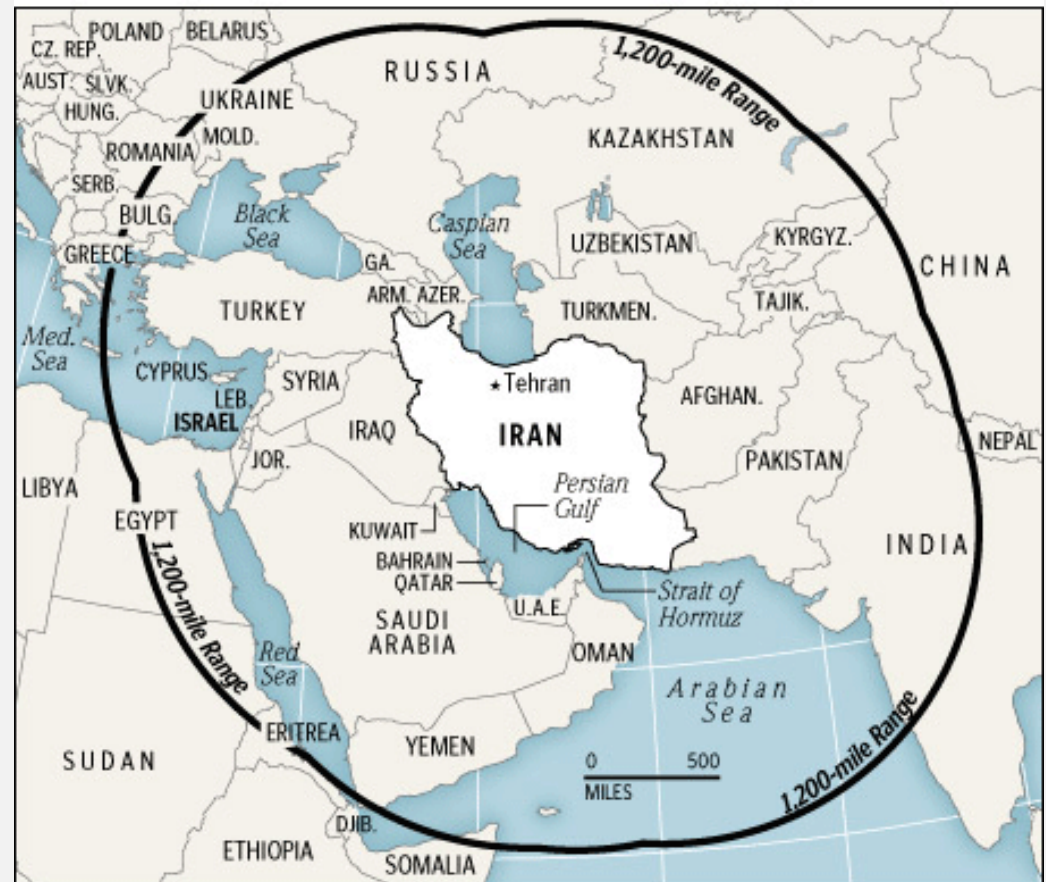 POLAND
BELARUS
CZ. REP.
RUSSIA
1,200-mile Range
AUST.
SLVK.
UKRAINE
HUNG.
MOLD.
KAZAKHSTAN
ROMANIA
SERB.
BULG.
Black
Sea
Caspian
Sea
UZBEKISTAN
KYRGYZ.
GREECE
GA.
CHINA
ARM.
AZER.
TURKMEN.
TAJIK.
TURKEY
Med.
Sea
CYPRUS
SYRIA
Tehran
AFGHAN.
LEB.
ISRAEL
IRAQ
IRAN
NEPAL
JOR.
PAKISTAN
LIBYA
Persian
Gulf
EGYPT
KUWAIT
INDIA
1,200-mile Range
BAHRAIN
QATAR
Strait of
Hormuz
U.A.E.
SAUDI
ARABIA
Red
Sea
OMAN
Arabian
Sea
ERITREA
YEMEN
SUDAN
0 500
MILES
1,200-mile Range
DJIB.
ETHIOPIA
SOMALIA